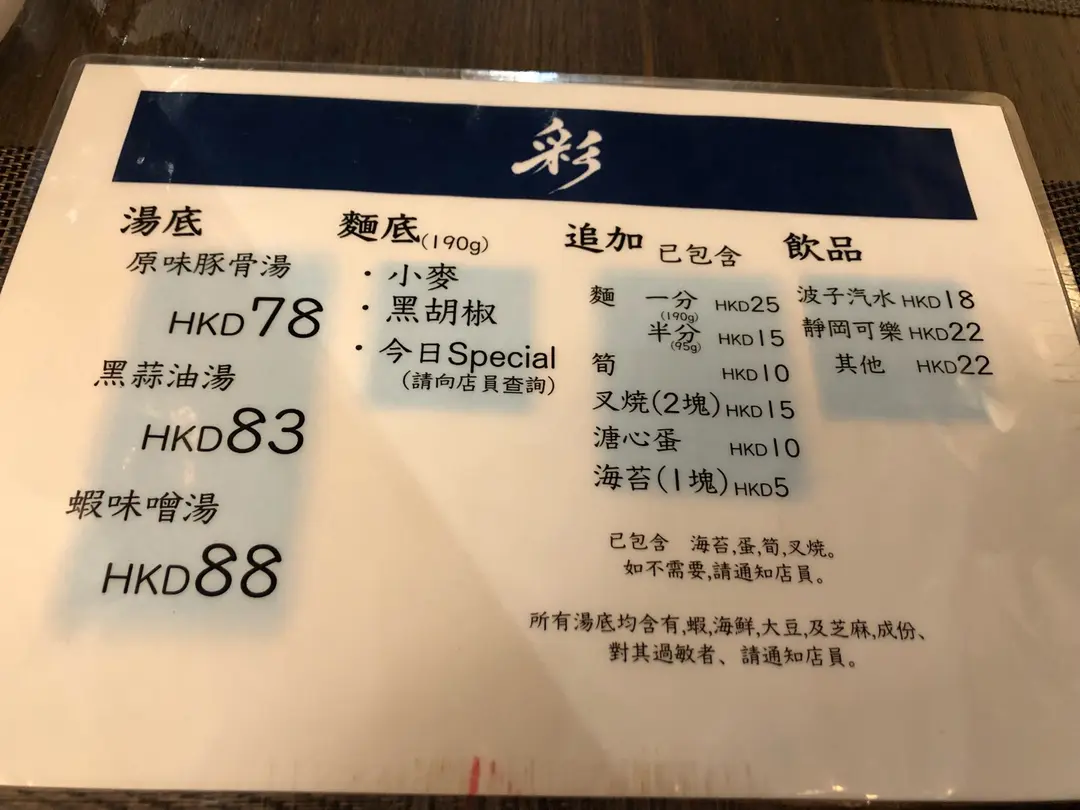 彩
湯底
原味豚骨湯
HKD78
黑蒜油湯
HKD83
蝦味噌湯
HKD88
麵底(190g)
・小麥
・黑胡椒
・今日Special
(請向店員查詢)
追加 已包含
麵 一分 HKD25
(190g)
半分 HKD15
(95g)
筍 HKD10
叉燒(2塊) HKD15
溏心蛋 HKD10
海苔(1塊) HKD5
已包含 海苔,蛋,筍,叉燒。
如不需要,請通知店員。
飲品
波子汽水 HKD18
靜岡可樂 HKD22
其他 HKD22
所有湯底均含有,蝦,海鮮,大豆,及芝麻,成份、
對其過敏者、請通知店員。